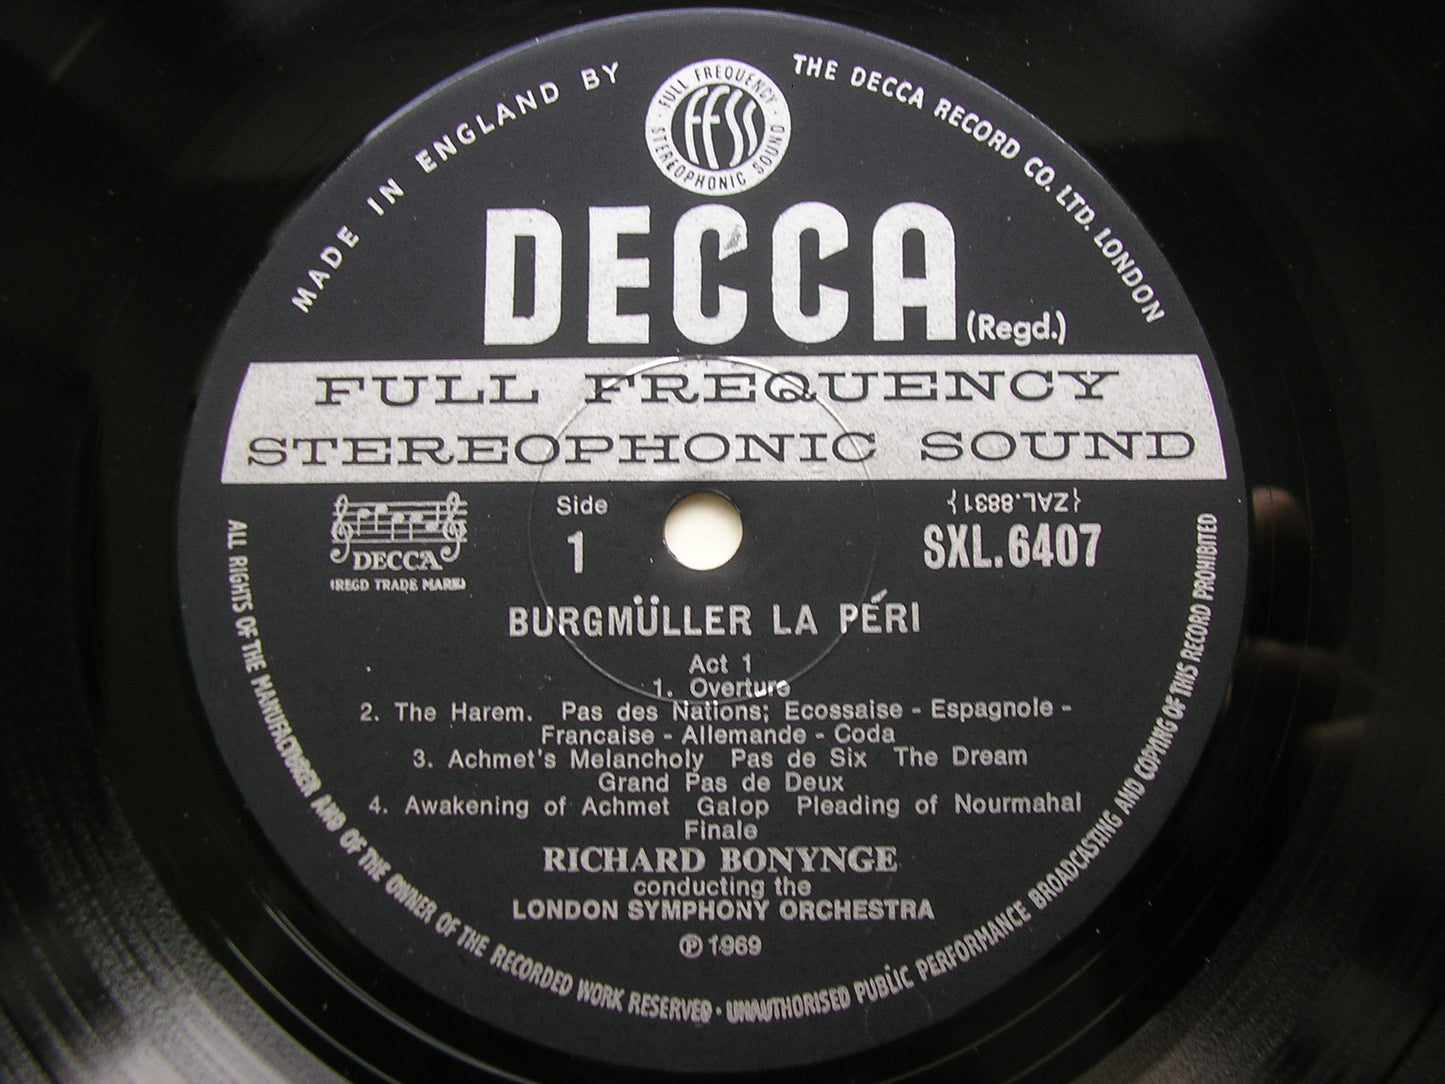 MADE IN ENGLAND BY THE DECCA RECORD CO. LTD. LONDON
FULL FREQUENCY · STEREOPHONIC SOUND ·
FFSS
DECCA (Regd.)
FULL FREQUENCY
STEREOPHONIC SOUND
DECCA
(REGD TRADE MARK)
Side
1
{ZAL.8831}
SXL.6407
BURGMÜLLER LA PÉRI
Act 1
1. Overture
2. The Harem. Pas des Nations; Ecossaise - Espagnole -
Francaise - Allemande - Coda
3. Achmet's Melancholy Pas de Six The Dream
Grand Pas de Deux
4. Awakening of Achmet Galop Pleading of Nourmahal
Finale
RICHARD BONYNGE
conducting the
LONDON SYMPHONY ORCHESTRA
℗ 1969
ALL RIGHTS OF THE MANUFACTURER AND OF THE OWNER OF THE RECORDED WORK RESERVED · UNAUTHORISED PUBLIC PERFORMANCE BROADCASTING AND COPYING OF THIS RECORD PROHIBITED